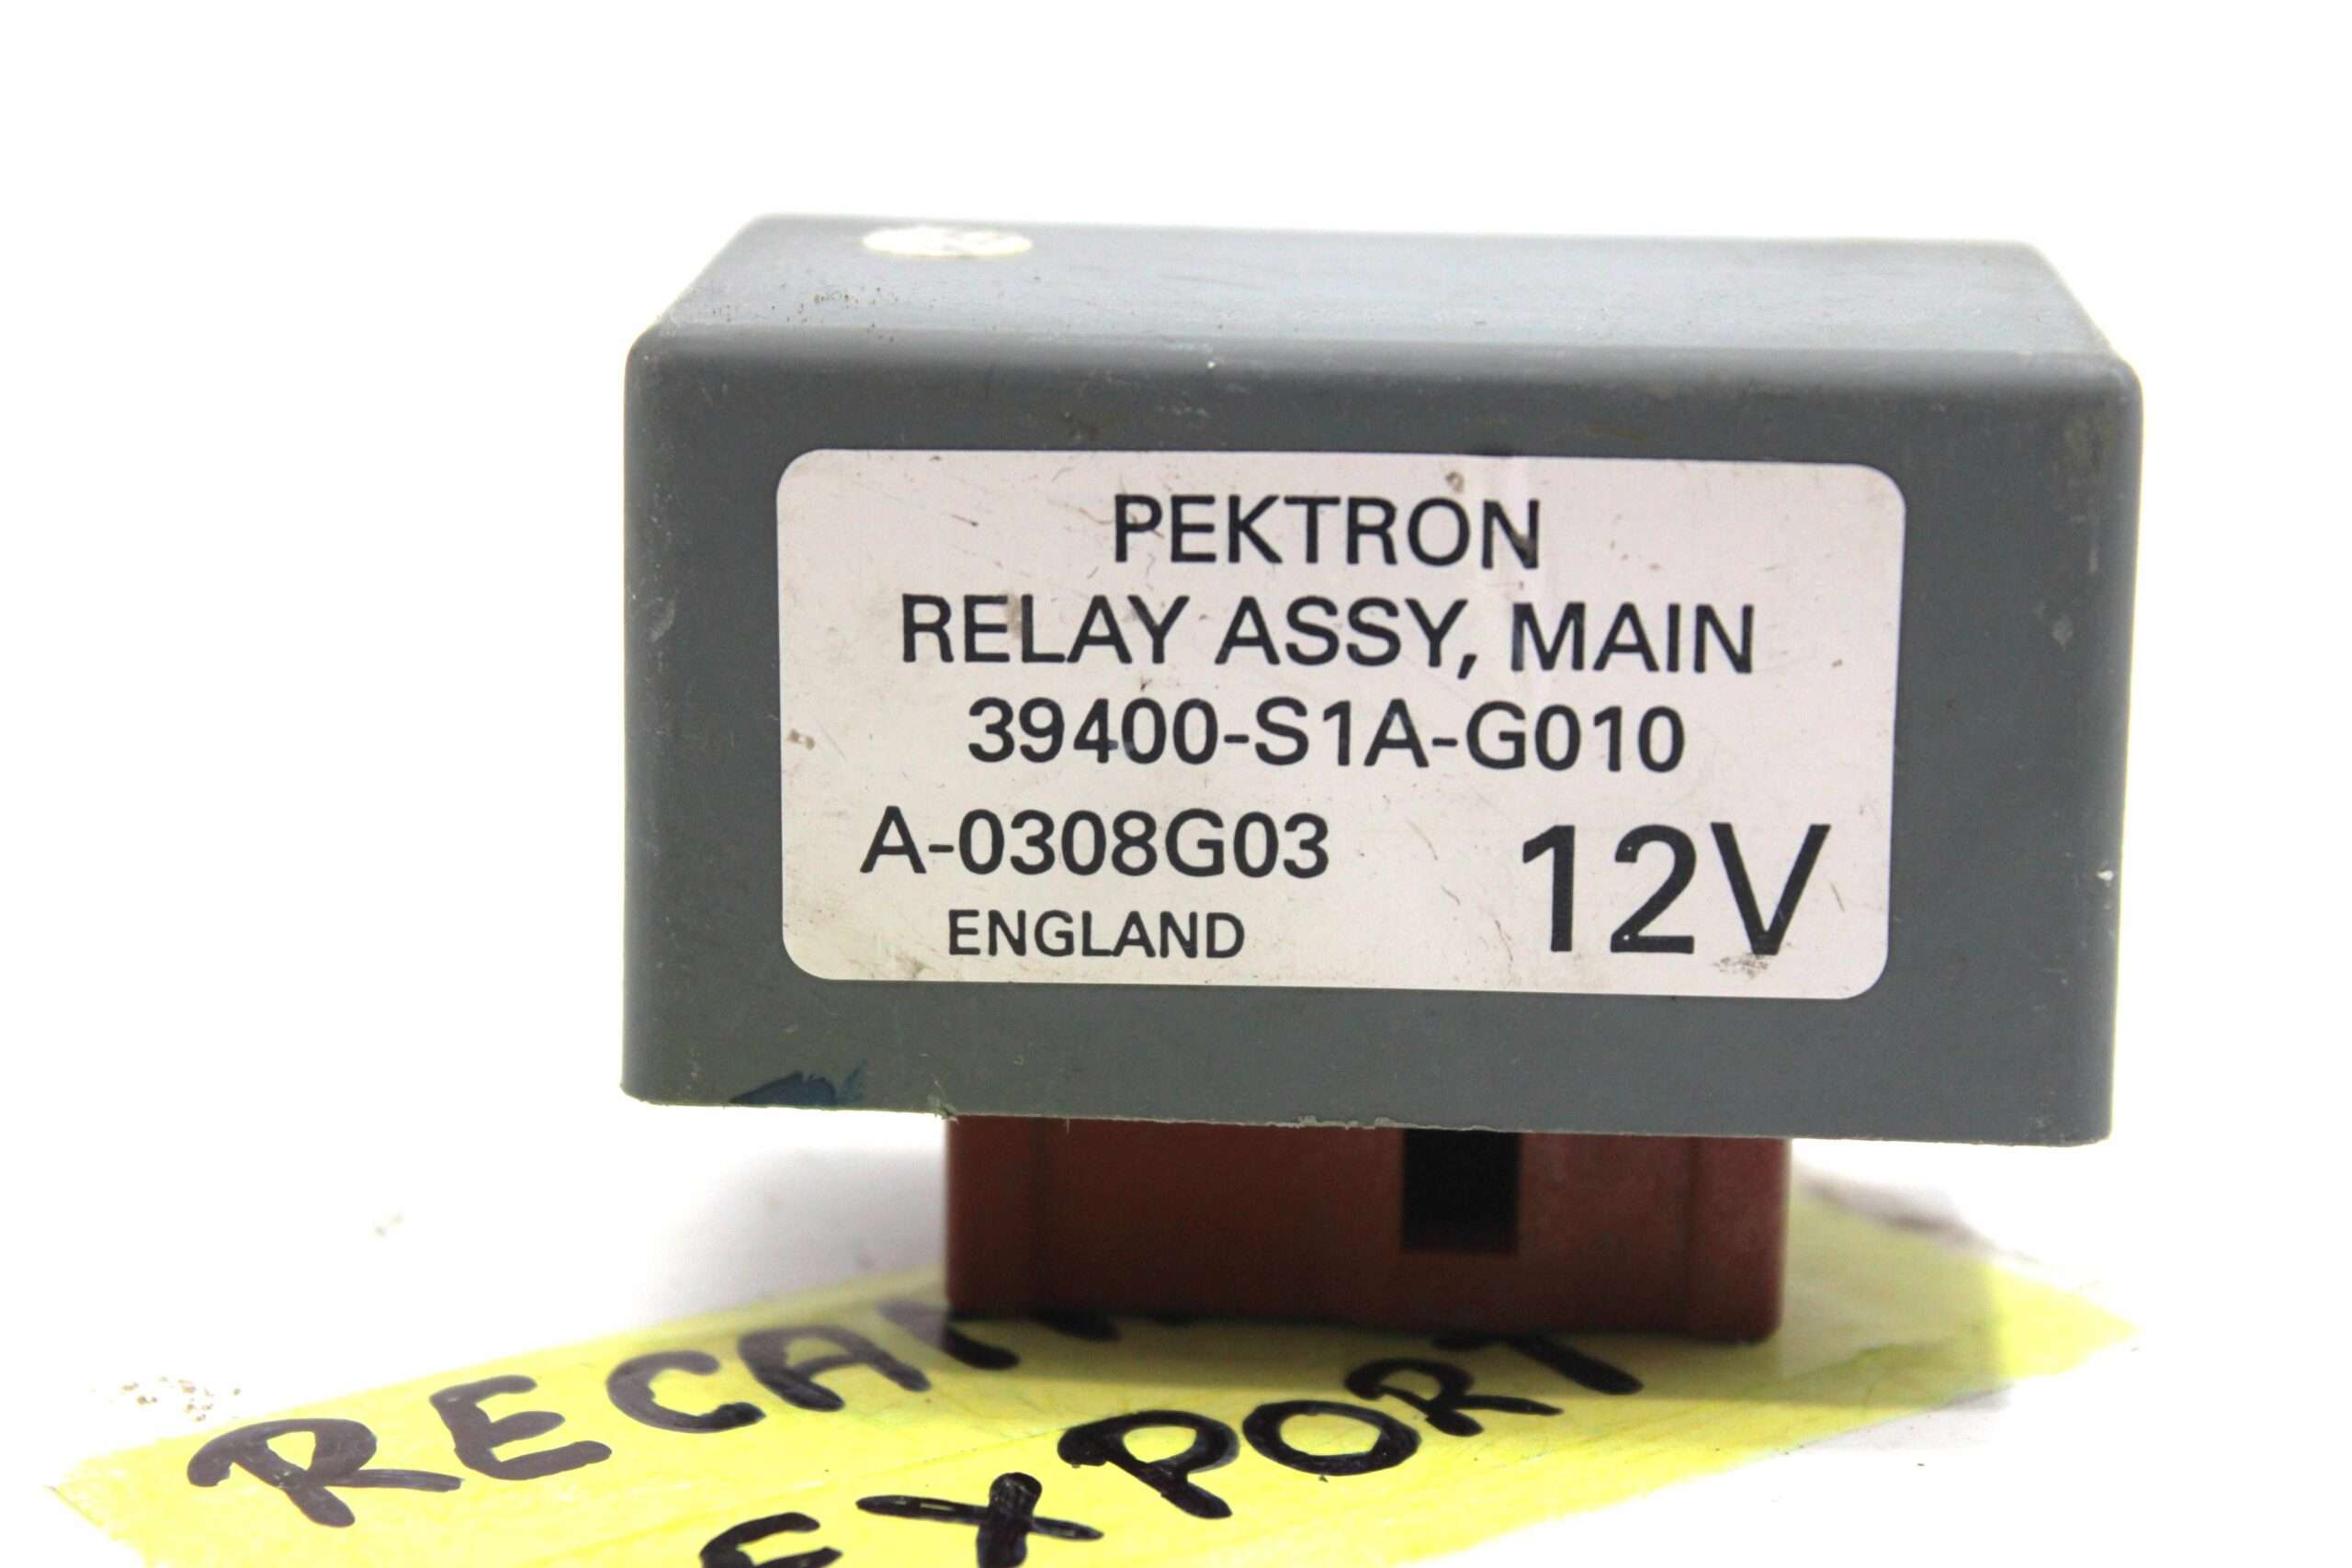 PEKTRON
RELAY ASSY, MAIN
39400-S1A-G010
A-0308G03 12V
ENGLAND
EXPORT